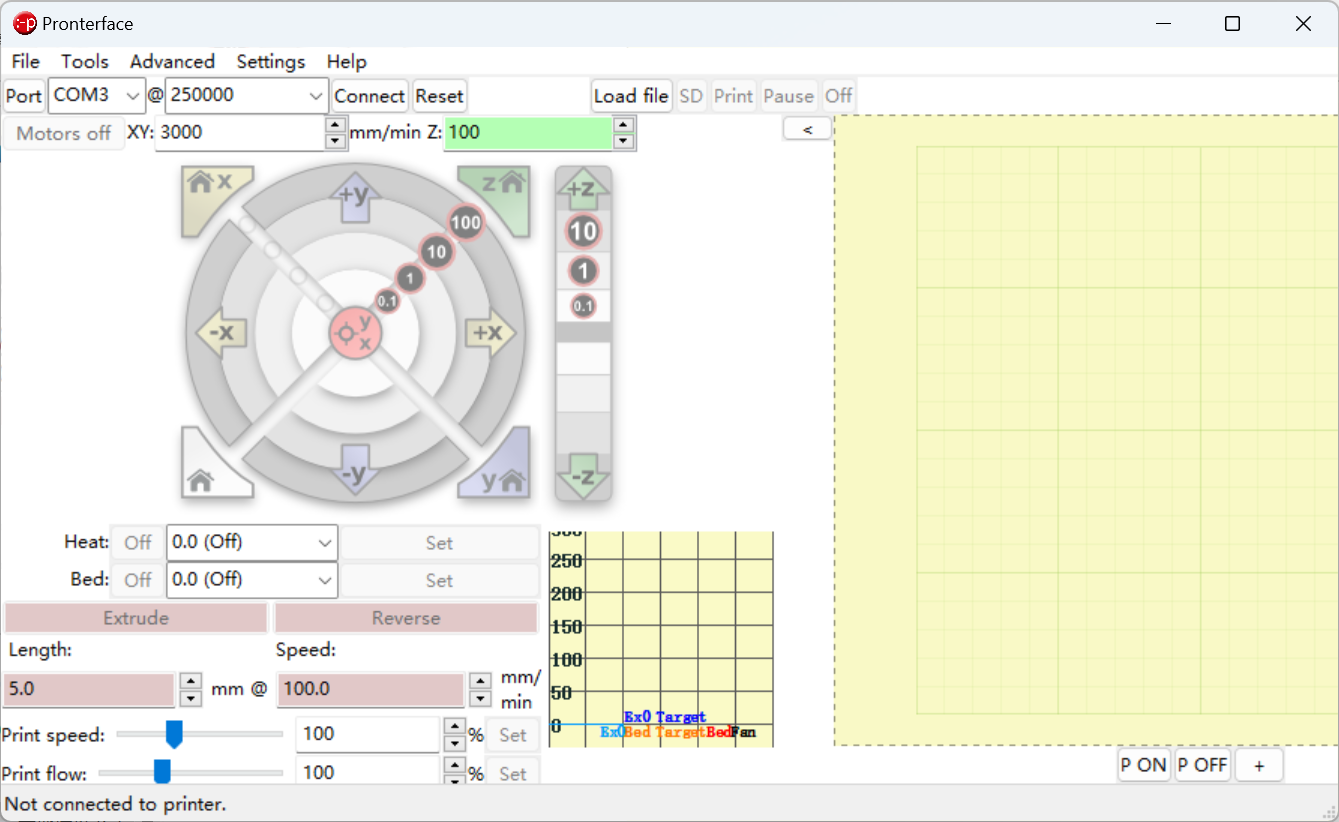 Pronterface
File Tools Advanced Settings Help
Port COM3 @ 250000 Connect Reset Load file SD Print Pause Off
Motors off XY: 3000 mm/min Z: 100 <
x +y z +z
100 10
10 1
1 0.1
0.1
-x y x +x
-y y -z
Heat: Off 0.0 (Off) Set
Bed: Off 0.0 (Off) Set
Extrude Reverse
Length: Speed:
5.0 mm @ 100.0 mm/
min
300
250
200
150
100
50
0
Ex0 Target
Ex0 Bed Target Bed Fan
Print speed: 100 % Set
Print flow: 100 % Set
P ON P OFF +
Not connected to printer.